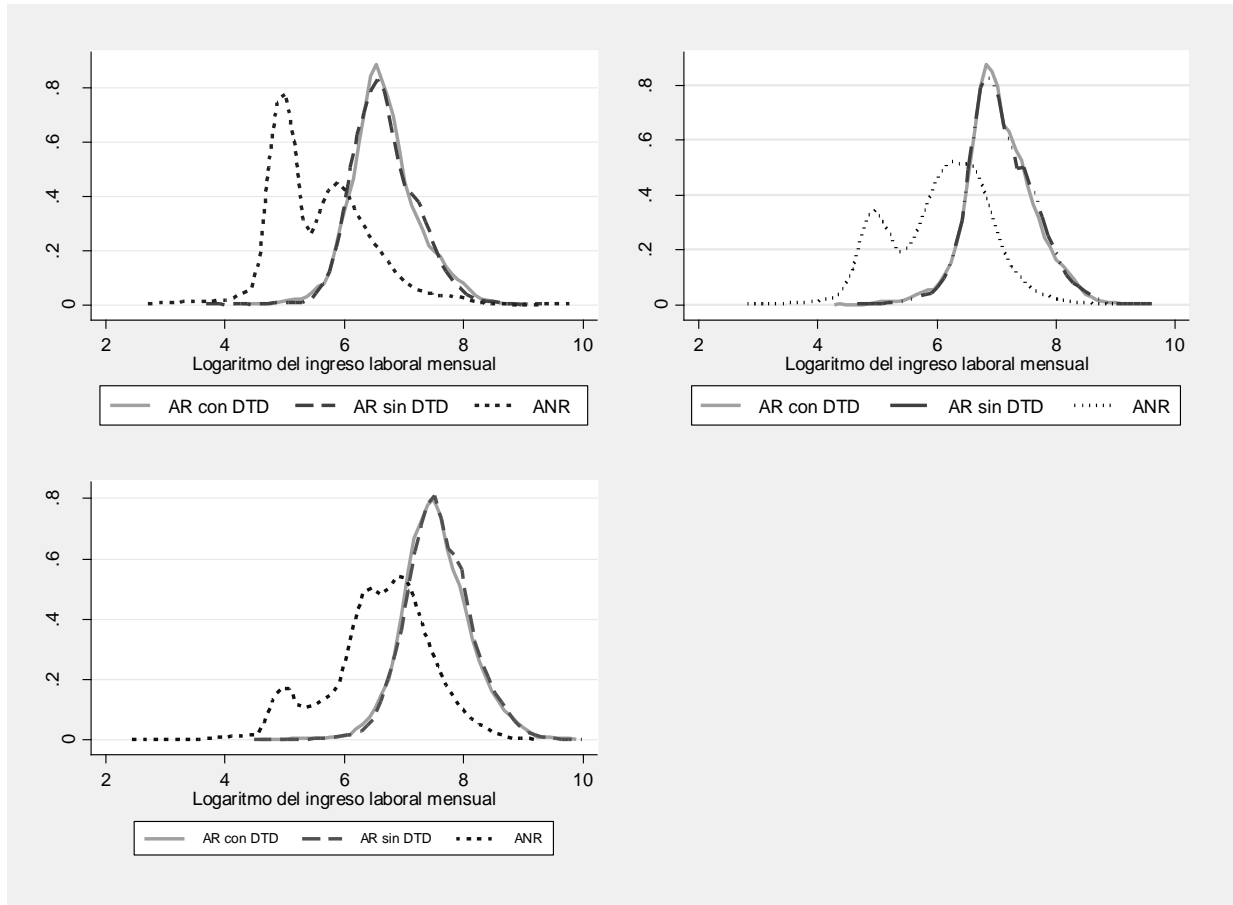 .8
.6
.4
.2
0
2 4 6 8 10
Logaritmo del ingreso laboral mensual
AR con DTD AR sin DTD ANR
.8
.6
.4
.2
0
2 4 6 8 10
Logaritmo del ingreso laboral mensual
AR con DTD AR sin DTD ANR
.8
.6
.4
.2
0
2 4 6 8 10
Logaritmo del ingreso laboral mensual
AR con DTD AR sin DTD ANR